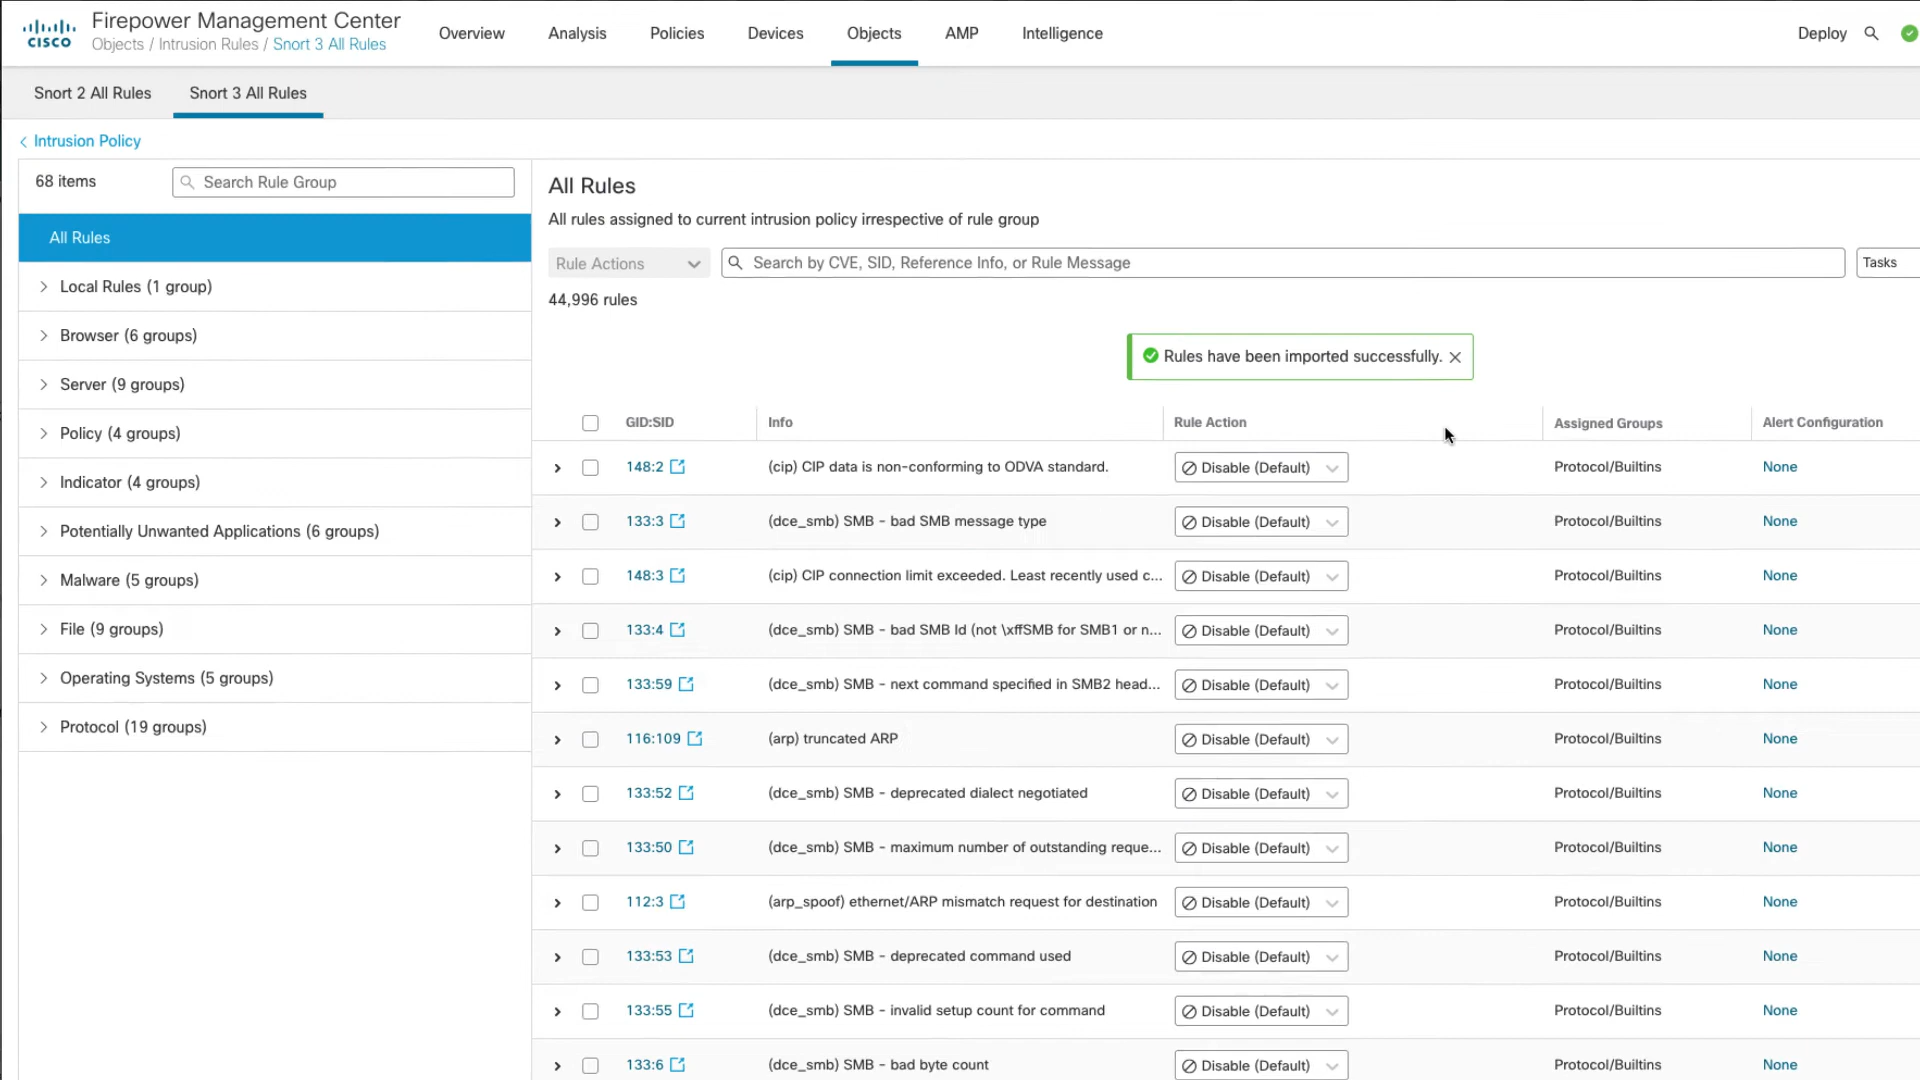 CISCO
Firepower Management Center
Objects / Intrusion Rules / Snort 3 All Rules
Overview
Analysis
Policies
Devices
Objects
AMP
Intelligence
Deploy
Snort 2 All Rules
Snort 3 All Rules
Intrusion Policy
68 items
Search Rule Group
All Rules
Local Rules (1 group)
Browser (6 groups)
Server (9 groups)
Policy (4 groups)
Indicator (4 groups)
Potentially Unwanted Applications (6 groups)
Malware (5 groups)
File (9 groups)
Operating Systems (5 groups)
Protocol (19 groups)
All Rules
All rules assigned to current intrusion policy irrespective of rule group
Rule Actions
Search by CVE, SID, Reference Info, or Rule Message
Tasks
44,996 rules
Rules have been imported successfully.
GID:SID Info Rule Action Assigned Groups Alert Configuration
148:2 (cip) CIP data is non-conforming to ODVA standard. Disable (Default) Protocol/Builtins None
133:3 (dce_smb) SMB - bad SMB message type Disable (Default) Protocol/Builtins None
148:3 (cip) CIP connection limit exceeded. Least recently used c... Disable (Default) Protocol/Builtins None
133:4 (dce_smb) SMB - bad SMB Id (not \xffSMB for SMB1 or n... Disable (Default) Protocol/Builtins None
133:59 (dce_smb) SMB - next command specified in SMB2 head... Disable (Default) Protocol/Builtins None
116:109 (arp) truncated ARP Disable (Default) Protocol/Builtins None
133:52 (dce_smb) SMB - deprecated dialect negotiated Disable (Default) Protocol/Builtins None
133:50 (dce_smb) SMB - maximum number of outstanding reque... Disable (Default) Protocol/Builtins None
112:3 (arp_spoof) ethernet/ARP mismatch request for destination Disable (Default) Protocol/Builtins None
133:53 (dce_smb) SMB - deprecated command used Disable (Default) Protocol/Builtins None
133:55 (dce_smb) SMB - invalid setup count for command Disable (Default) Protocol/Builtins None
133:6 (dce_smb) SMB - bad byte count Disable (Default) Protocol/Builtins None